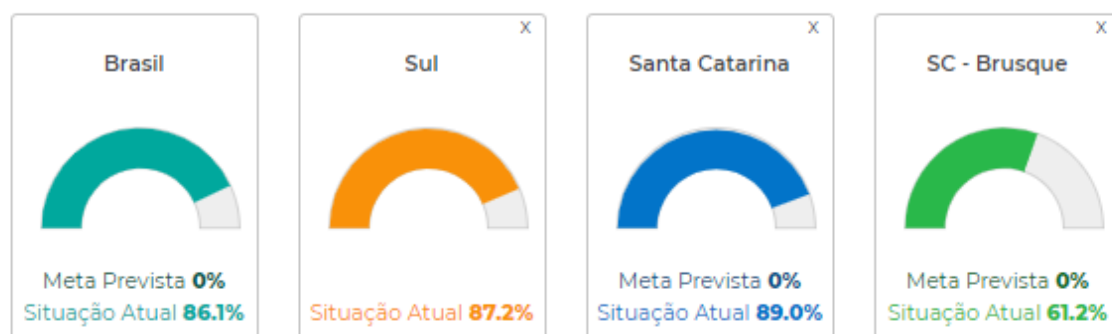 Brasil
Meta Prevista 0%
Situação Atual 86.1%
X
Sul
Situação Atual 87.2%
X
Santa Catarina
Meta Prevista 0%
Situação Atual 89.0%
X
SC - Brusque
Meta Prevista 0%
Situação Atual 61.2%